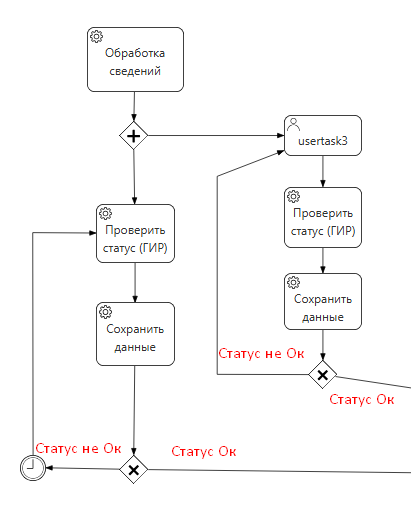 Обработка
сведений
usertask3
Проверить
статус (ГИР)
Проверить
статус (ГИР)
Сохранить
данные
Сохранить
данные
Статус не Ок
Статус Ок
Статус не Ок
Статус Ок